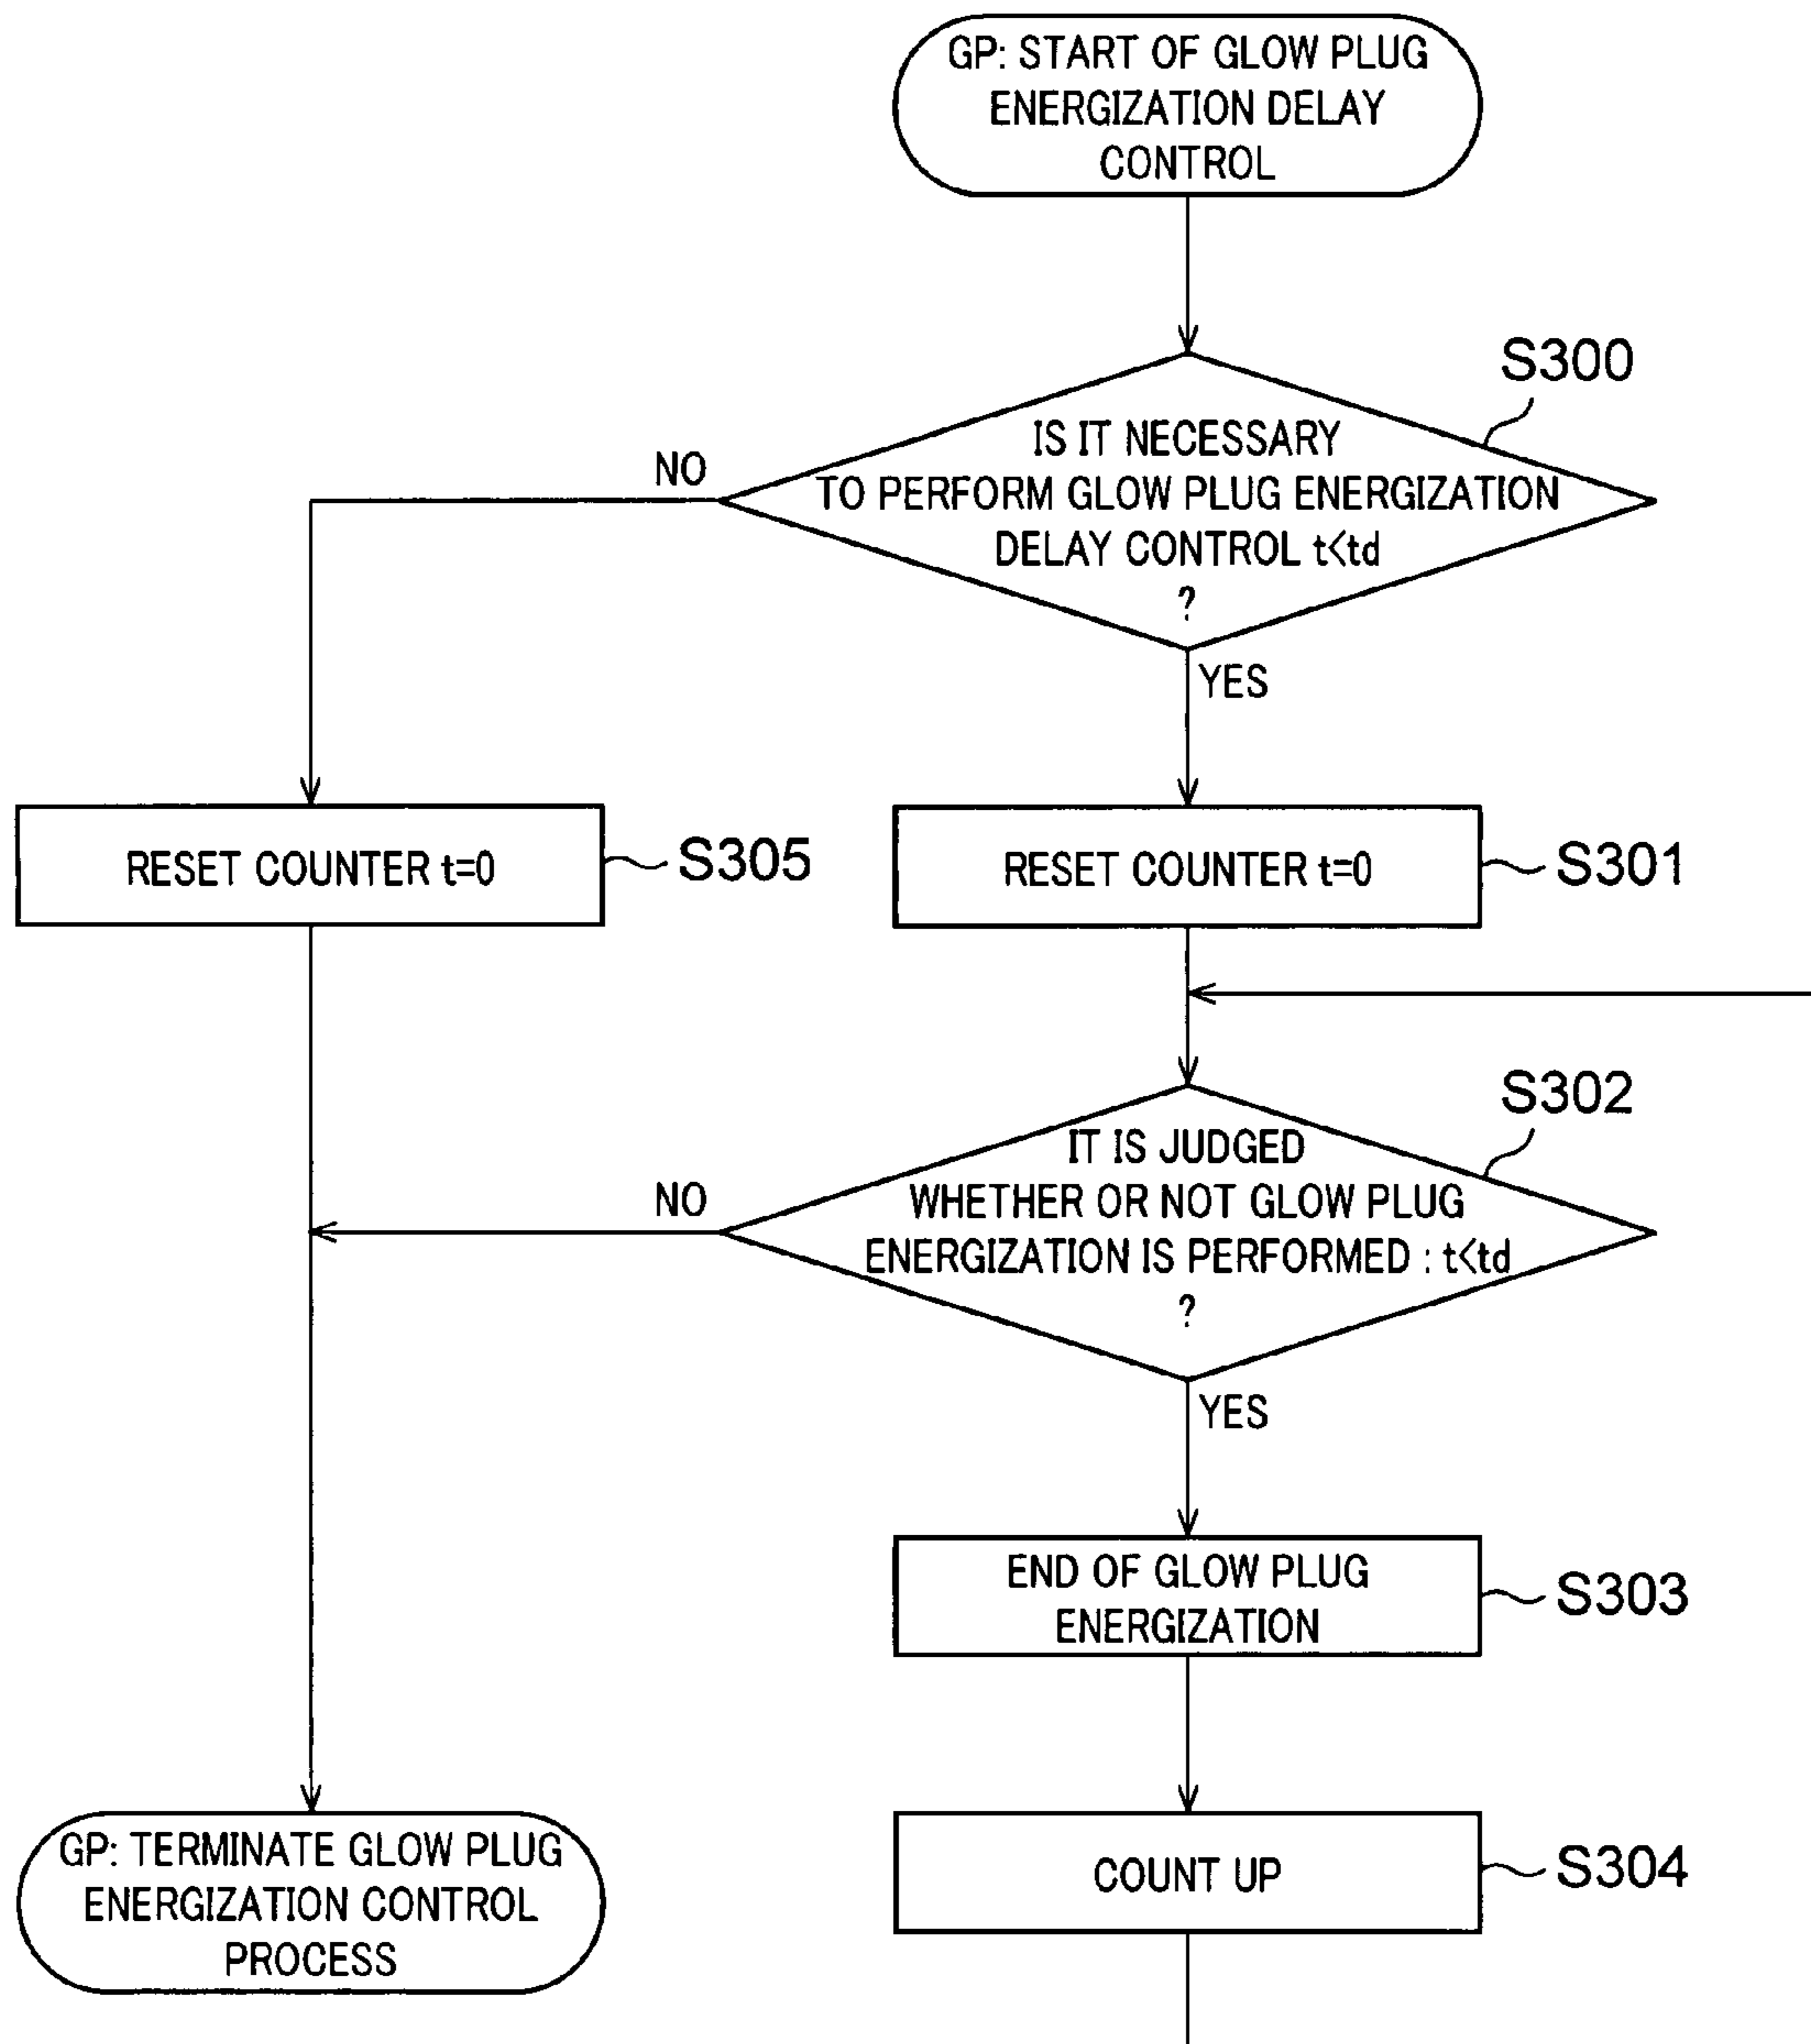 GP: START OF GLOW PLUG
ENERGIZATION DELAY
CONTROL
S300
IS IT NECESSARY
TO PERFORM GLOW PLUG ENERGIZATION
DELAY CONTROL t<td
?
NO
YES
RESET COUNTER t=0
S305
RESET COUNTER t=0
S301
S302
IT IS JUDGED
WHETHER OR NOT GLOW PLUG
ENERGIZATION IS PERFORMED : t<td
?
NO
YES
END OF GLOW PLUG
ENERGIZATION
S303
GP: TERMINATE GLOW PLUG
ENERGIZATION CONTROL
PROCESS
COUNT UP
S304